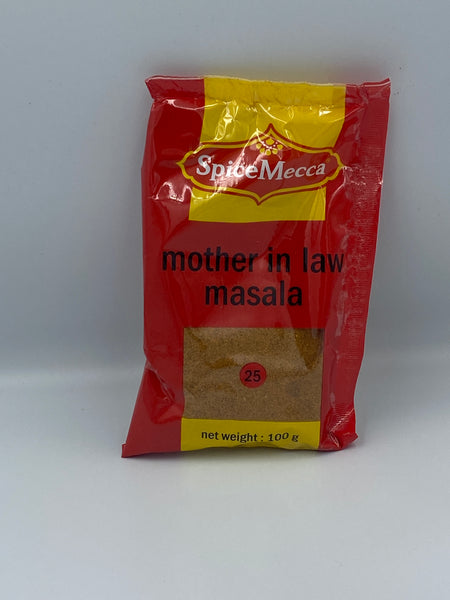 SpiceMecca
mother in law
masala
25
net weight : 100 g